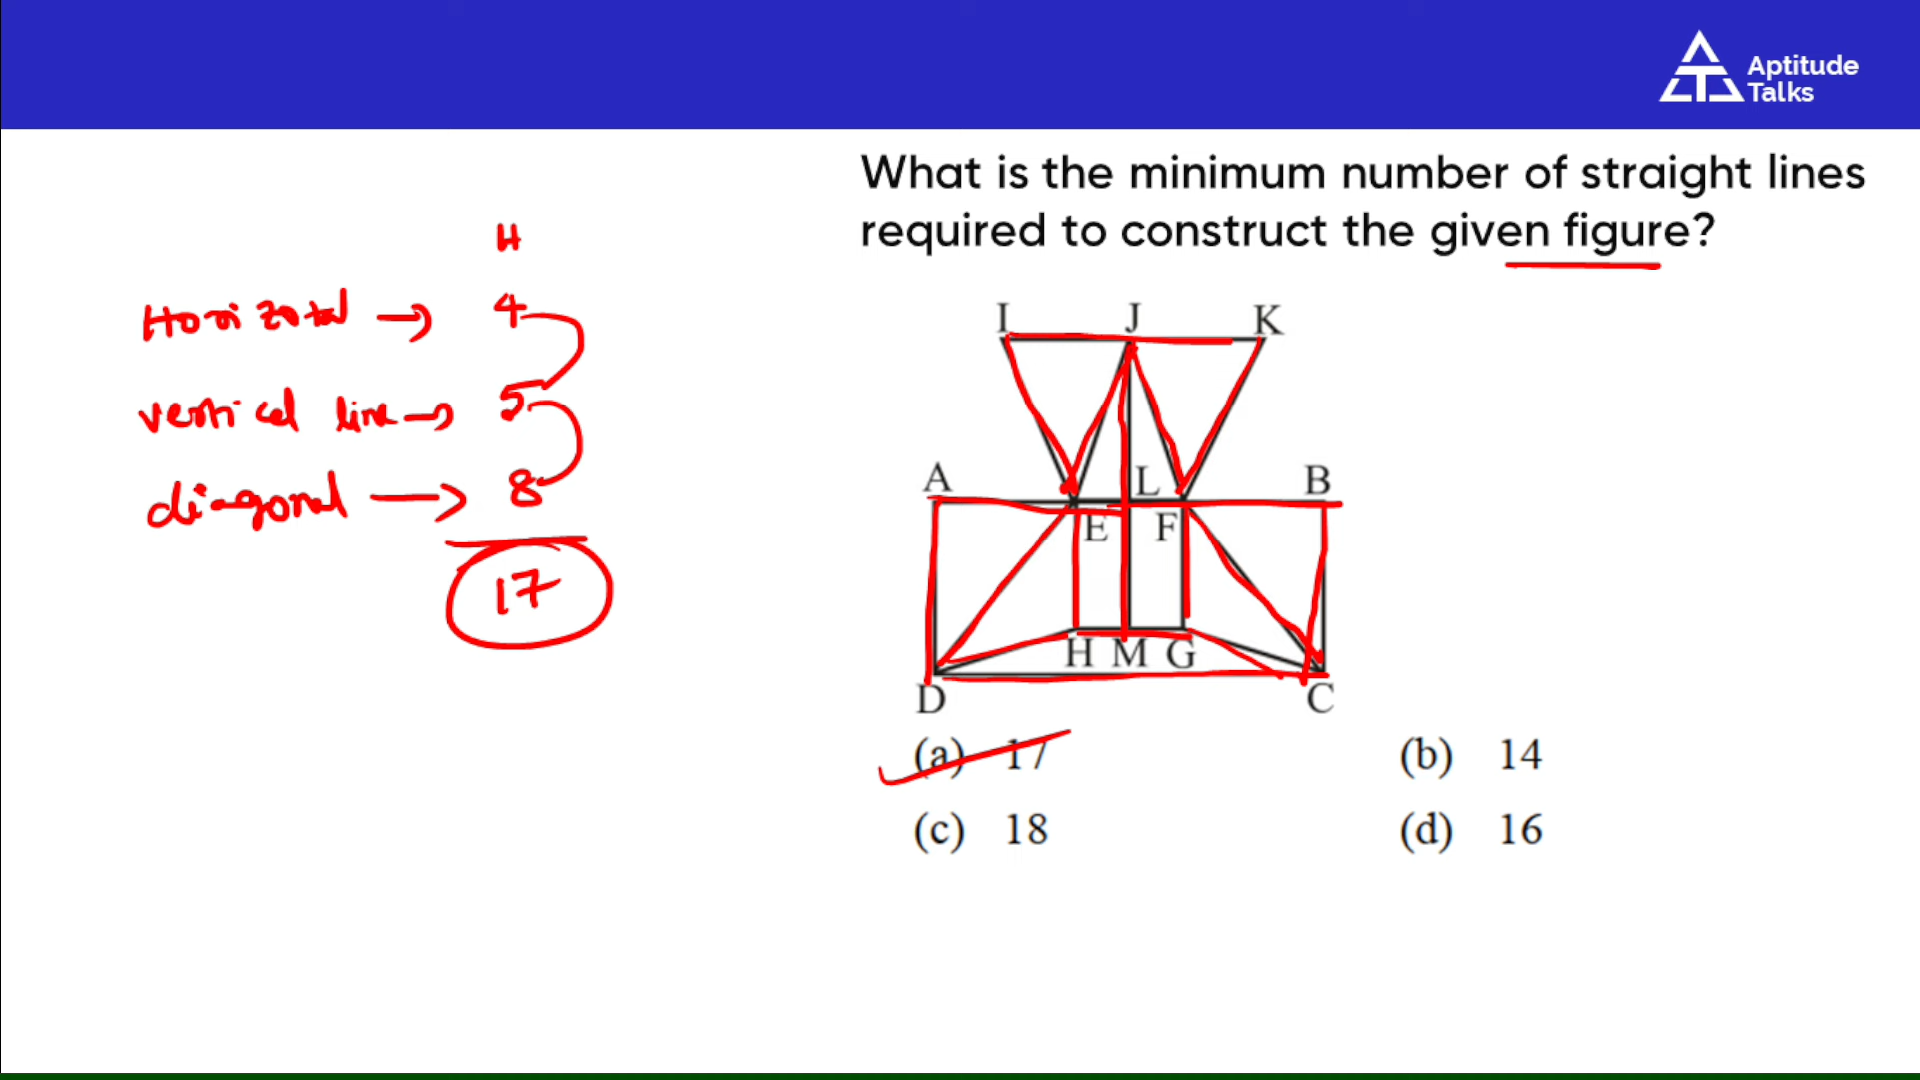 Aptitude
Talks
What is the minimum number of straight lines
required to construct the given figure?
H
Horizotal → 4
vertical line → 5
diagonal → 8
17
I J K
A L B
E F
H M G
D C
(a) 17 (b) 14
(c) 18 (d) 16